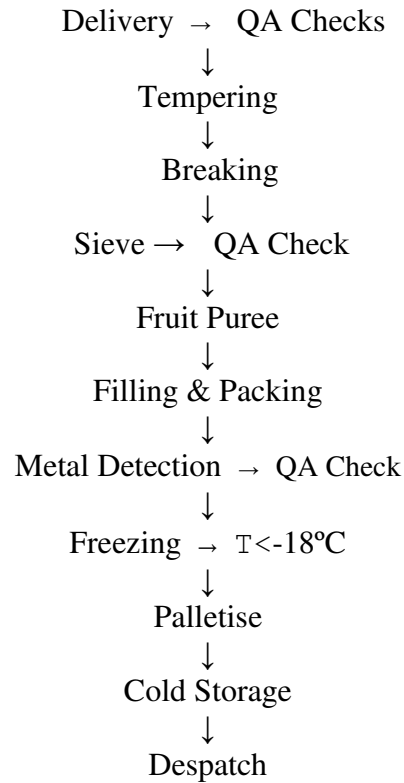 Delivery → QA Checks
↓
Tempering
↓
Breaking
↓
Sieve → QA Check
↓
Fruit Puree
↓
Filling & Packing
↓
Metal Detection → QA Check
↓
Freezing → T<-18ºC
↓
Palletise
↓
Cold Storage
↓
Despatch